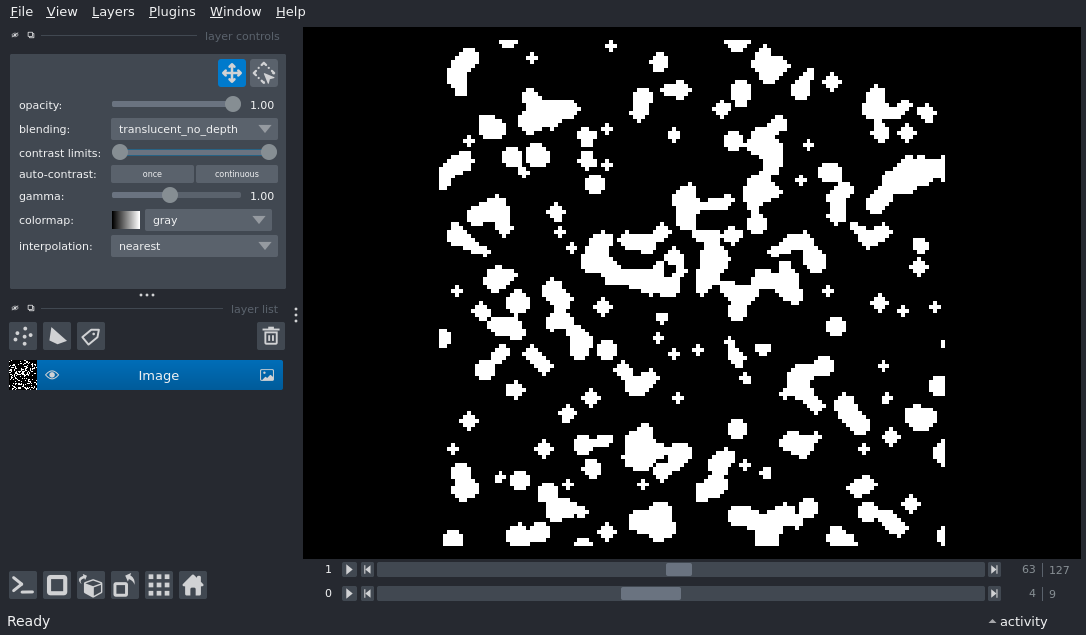 File View Layers Plugins Window Help
layer controls
opacity: 1.00
blending: translucent_no_depth
contrast limits:
auto-contrast: once continuous
gamma: 1.00
colormap: gray
interpolation: nearest
layer list
Image
1 63 127
0 4 9
Ready activity